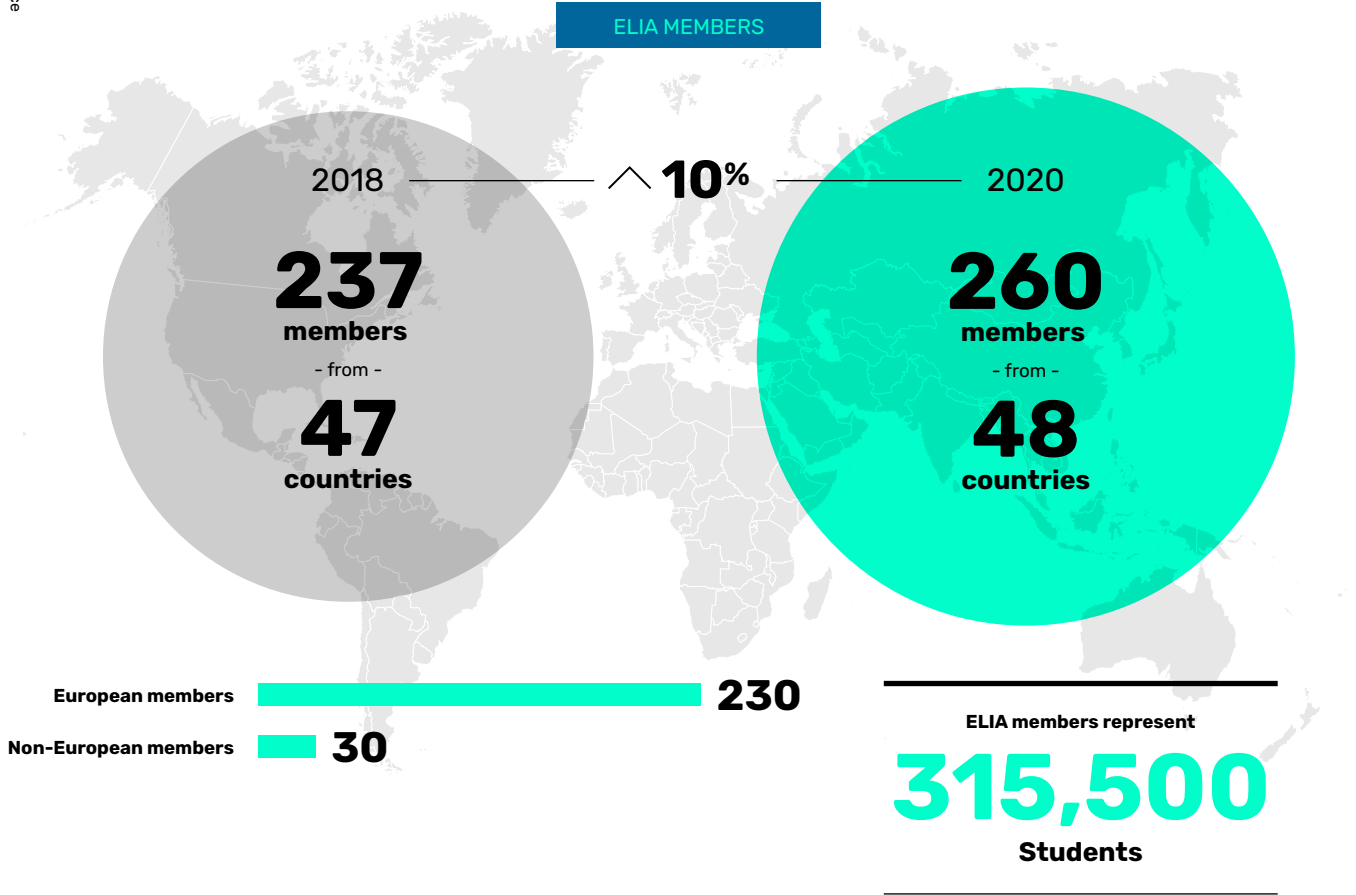 ELIA MEMBERS
2018
10%
2020
237
members
- from -
47
countries
260
members
- from -
48
countries
European members 230
Non-European members 30
ELIA members represent
315,500
Students